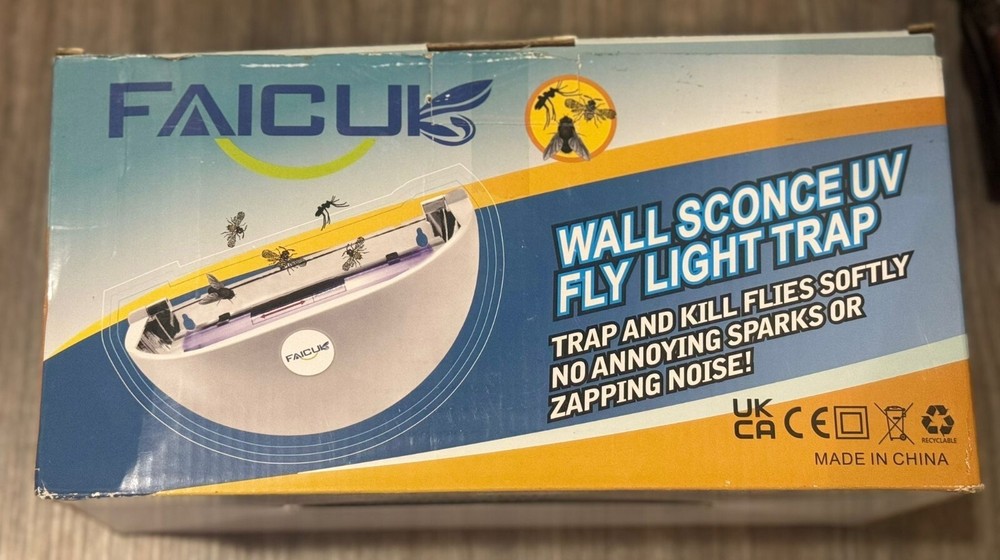 FAICUK
WALL SCONCE UV
FLY LIGHT TRAP
TRAP AND KILL FLIES SOFTLY
NO ANNOYING SPARKS OR
ZAPPING NOISE!
FAICUK
UK
CA CE
RECYCLABLE
MADE IN CHINA